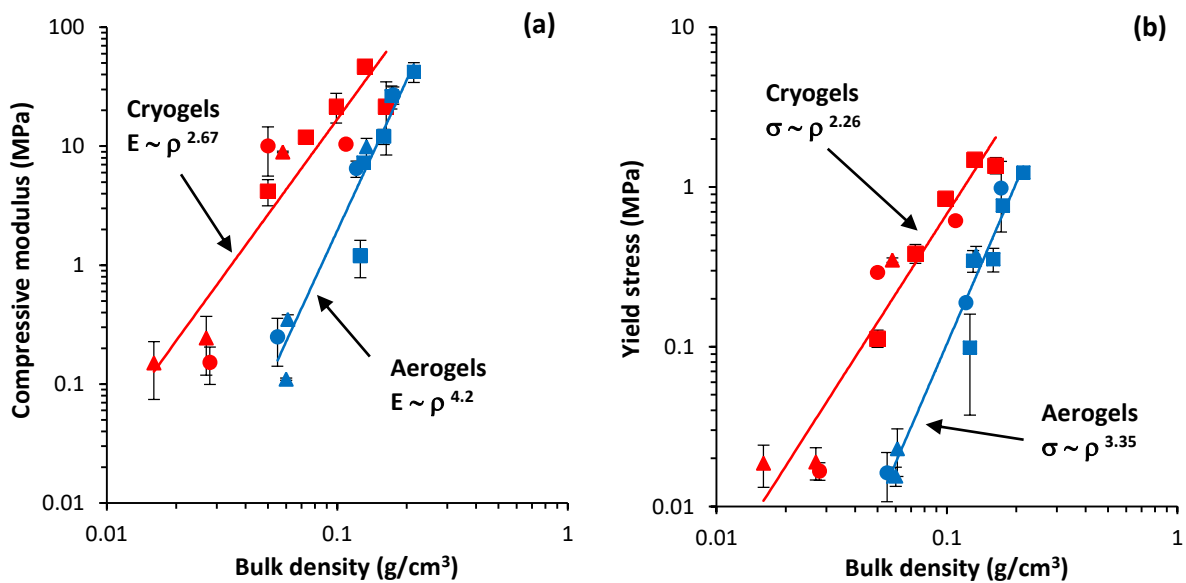 (a)
100
10
1
0.1
0.01
0.01
0.1
1
Compressive modulus (MPa)
Bulk density (g/cm³)
Cryogels
E ~ ρ^2.67
Aerogels
E ~ ρ^4.2
(b)
10
1
0.1
0.01
0.01
0.1
1
Yield stress (MPa)
Bulk density (g/cm³)
Cryogels
σ ~ ρ^2.26
Aerogels
σ ~ ρ^3.35